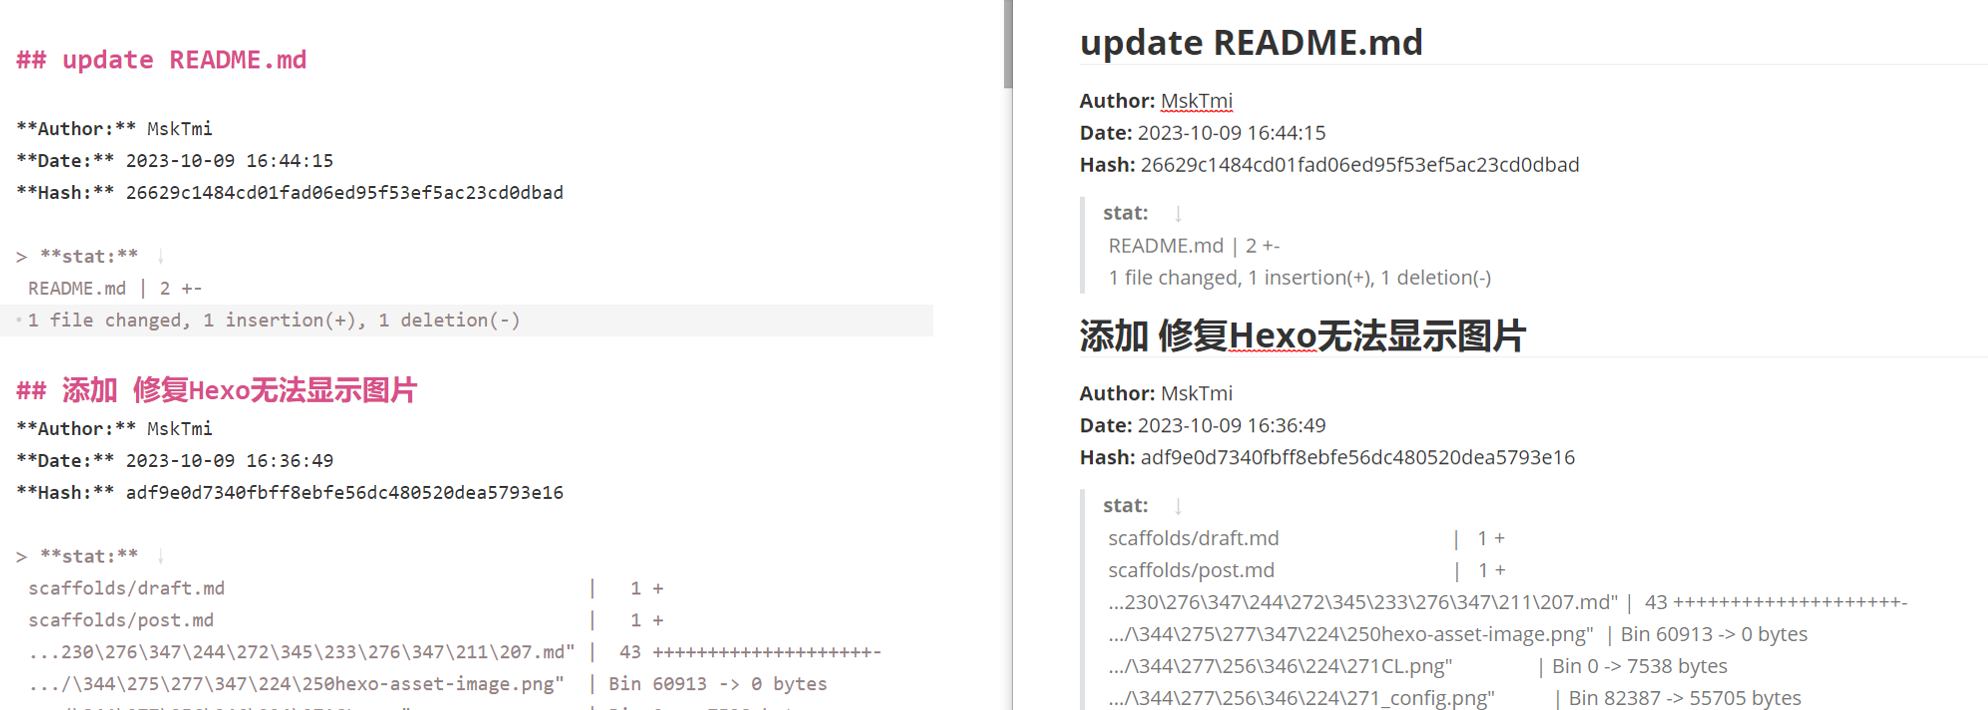 ## update README.md
**Author:** MskTmi
**Date:** 2023-10-09 16:44:15
**Hash:** 26629c1484cd01fad06ed95f53ef5ac23cd0dbad
> **stat:** ↓
README.md | 2 +-
1 file changed, 1 insertion(+), 1 deletion(-)
## 添加 修复Hexo无法显示图片
**Author:** MskTmi
**Date:** 2023-10-09 16:36:49
**Hash:** adf9e0d7340fbff8ebfe56dc480520dea5793e16
> **stat:** ↓
scaffolds/draft.md | 1 +
scaffolds/post.md | 1 +
...230\276\347\244\272\345\233\276\347\211\207.md" | 43 ++++++++++++++++++++-
.../\344\275\277\347\224\250hexo-asset-image.png" | Bin 60913 -> 0 bytes
update README.md
Author: MskTmi
Date: 2023-10-09 16:44:15
Hash: 26629c1484cd01fad06ed95f53ef5ac23cd0dbad
stat: ↓
README.md | 2 +-
1 file changed, 1 insertion(+), 1 deletion(-)
添加 修复Hexo无法显示图片
Author: MskTmi
Date: 2023-10-09 16:36:49
Hash: adf9e0d7340fbff8ebfe56dc480520dea5793e16
stat: ↓
scaffolds/draft.md | 1 +
scaffolds/post.md | 1 +
...230\276\347\244\272\345\233\276\347\211\207.md" | 43 ++++++++++++++++++++-
.../\344\275\277\347\224\250hexo-asset-image.png" | Bin 60913 -> 0 bytes
.../\344\277\256\346\224\271CL.png" | Bin 0 -> 7538 bytes
.../\344\277\256\346\224\271_config.png" | Bin 82387 -> 55705 bytes